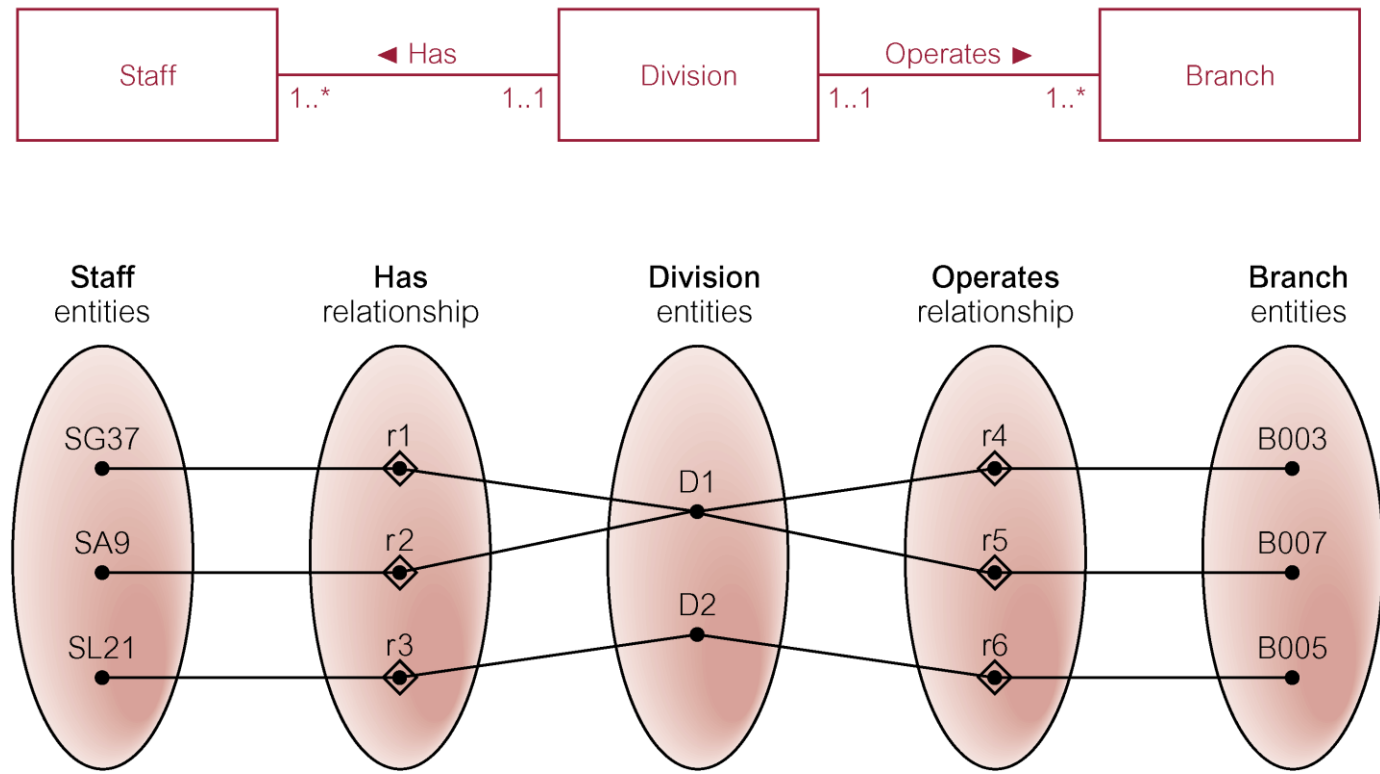 ◄ Has
Operates ►
Staff
Division
Branch
1..*
1..1
1..1
1..*
Staff
entities
Has
relationship
Division
entities
Operates
relationship
Branch
entities
SG37
r1
D1
r4
B003
SA9
r2
r5
B007
D2
SL21
r3
r6
B005